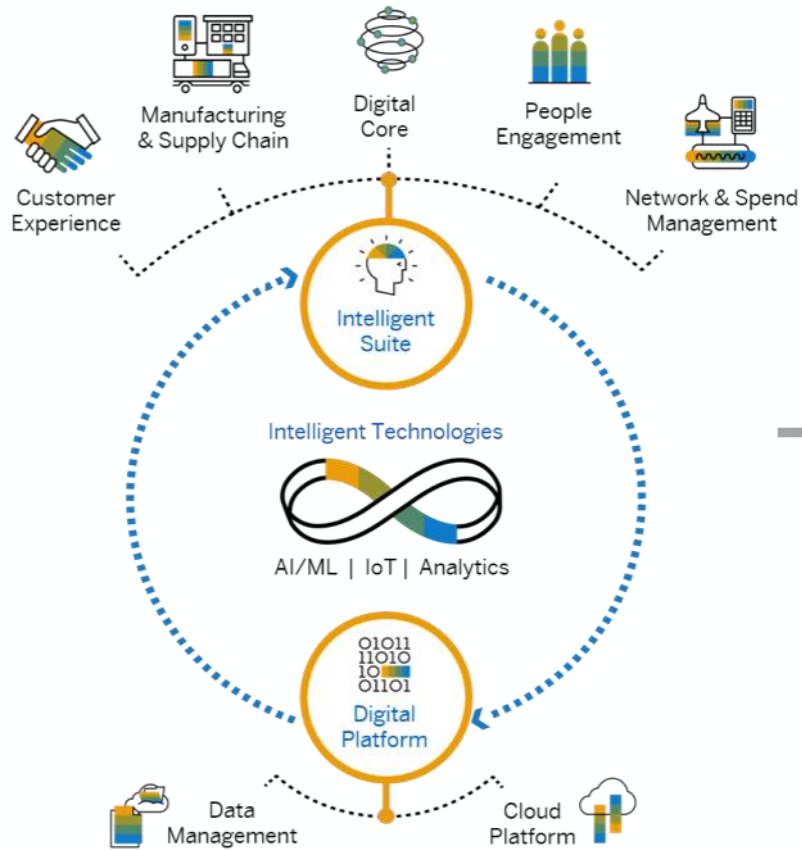 Customer
Experience
Manufacturing
& Supply Chain
Digital
Core
People
Engagement
Network & Spend
Management
Intelligent
Suite
Intelligent Technologies
AI/ML | IoT | Analytics
01011
11010
10
01101
Digital
Platform
Data
Management
Cloud
Platform